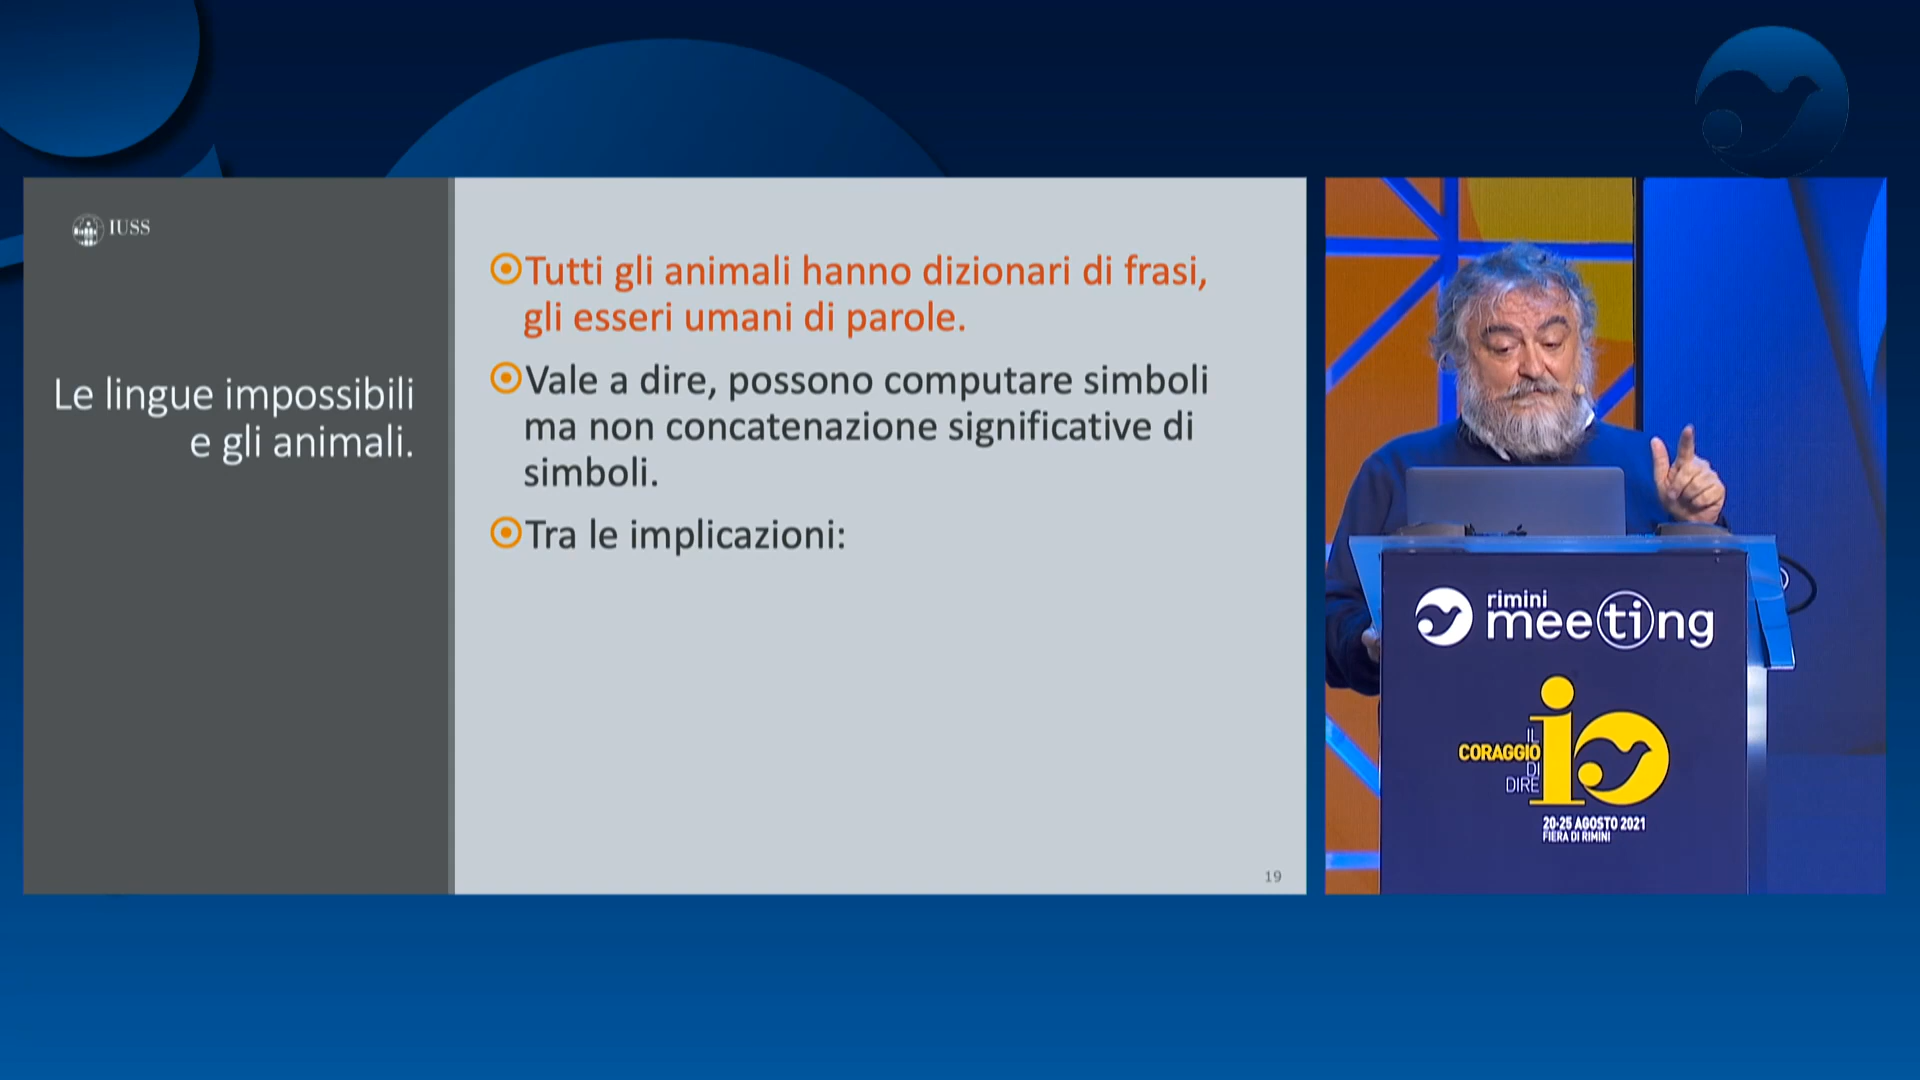 IUSS
Le lingue impossibili
e gli animali.
Tutti gli animali hanno dizionari di frasi,
gli esseri umani di parole.
Vale a dire, possono computare simboli
ma non concatenazione significative di
simboli.
Tra le implicazioni:
19
rimini
meeting
IL
CORAGGIO
DI
DIRE
io
20-25 AGOSTO 2021
FIERA DI RIMINI